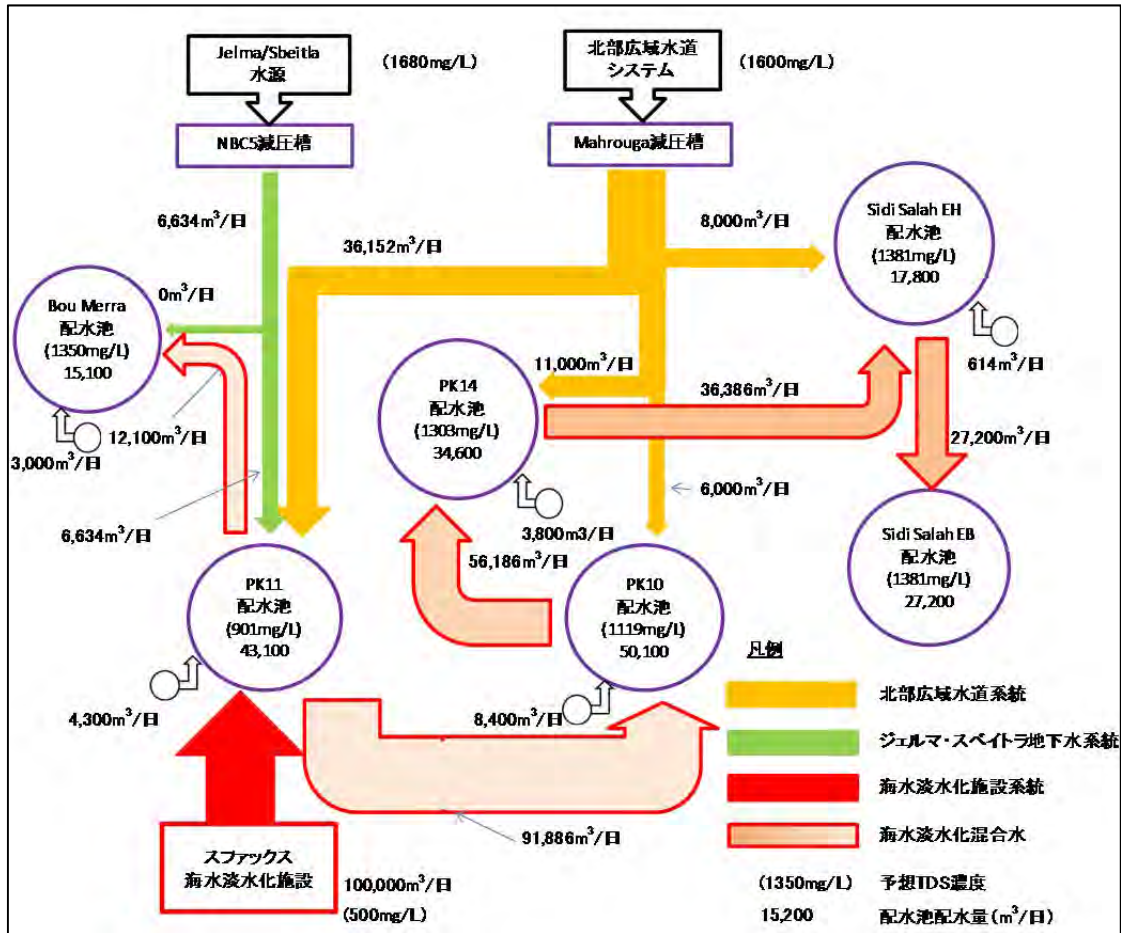 Jelma/Sbeitla
水源
(1680mg/L)
北部広域水道
システム
(1600mg/L)
NBC5減圧槽
Mahrouga減圧槽
6,634m³/日
36,152m³/日
8,000m³/日
Sidi Salah EH
配水池
(1381mg/L)
17,800
0m³/日
Bou Merra
配水池
(1350mg/L)
15,100
11,000m³/日
614m³/日
PK14
配水池
(1303mg/L)
34,600
36,386m³/日
12,100m³/日
3,000m³/日
27,200m³/日
6,000m³/日
6,634m³/日
3,800m3/日
56,186m³/日
Sidi Salah EB
配水池
(1381mg/L)
27,200
PK11
配水池
(901mg/L)
43,100
PK10
配水池
(1119mg/L)
50,100
4,300m³/日
8,400m³/日
91,886m³/日
スファックス
海水淡水化施設
100,000m³/日
(500mg/L)
凡例
北部広域水道系統
ジェルマ・スベイトラ地下水系統
海水淡水化施設系統
海水淡水化混合水
(1350mg/L) 予想TDS濃度
15,200 配水池配水量(m³/日)